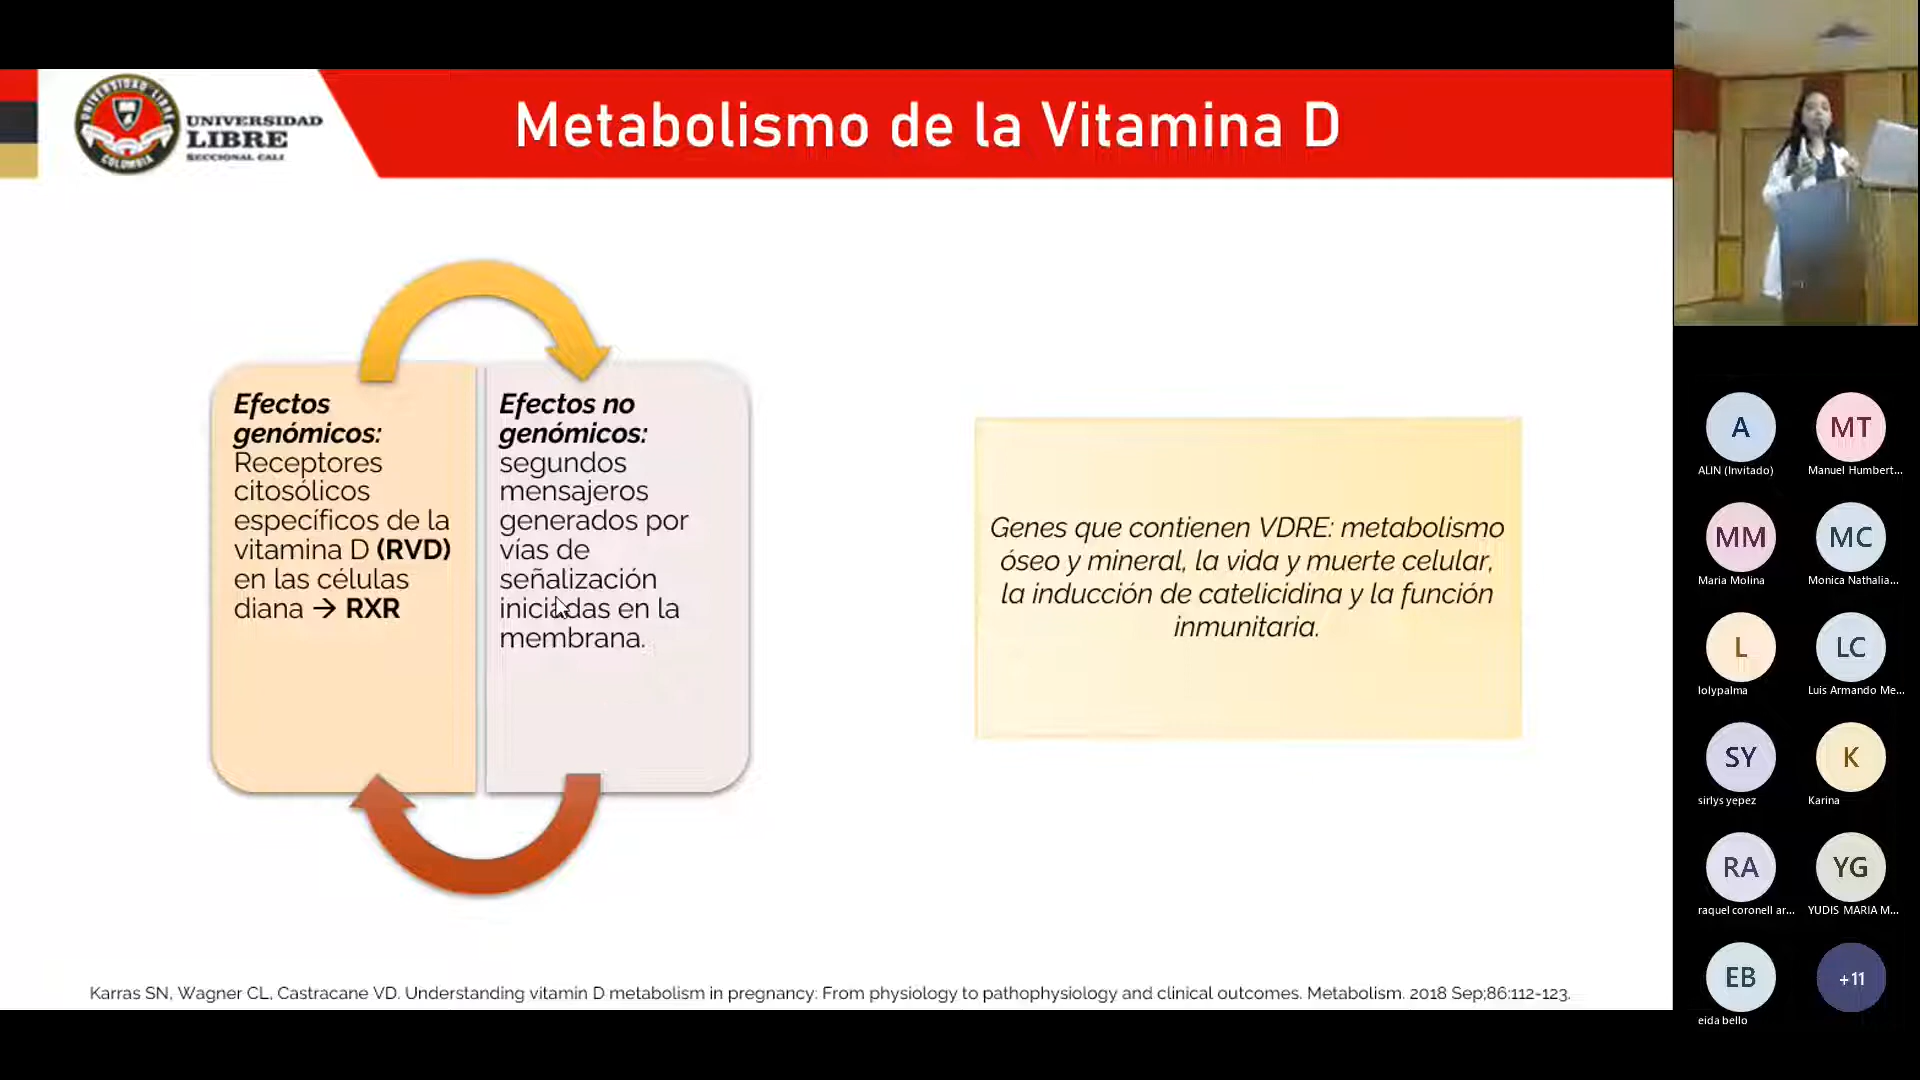 UNIVERSIDAD LIBRE
COLOMBIA
UNIVERSIDAD
LIBRE
SECCIONAL CALI
Metabolismo de la Vitamina D
Efectos
genómicos:
Receptores
citosólicos
específicos de la
vitamina D (RVD)
en las células
diana → RXR
Efectos no
genómicos:
segundos
mensajeros
generados por
vías de
señalización
iniciadas en la
membrana.
Genes que contienen VDRE: metabolismo
óseo y mineral, la vida y muerte celular,
la inducción de catelicidina y la función
inmunitaria.
Karras SN, Wagner CL, Castracane VD. Understanding vitamin D metabolism in pregnancy: From physiology to pathophysiology and clinical outcomes. Metabolism. 2018 Sep;86:112-123.
A
MT
ALIN (Invitado)
Manuel Humbert...
MM
MC
Maria Molina
Monica Nathalia...
L
LC
lolypalma
Luis Armando Me...
SY
K
sirlys yepez
Karina
RA
YG
raquel coronell ar...
YUDIS MARIA M...
EB
+11
eida bello